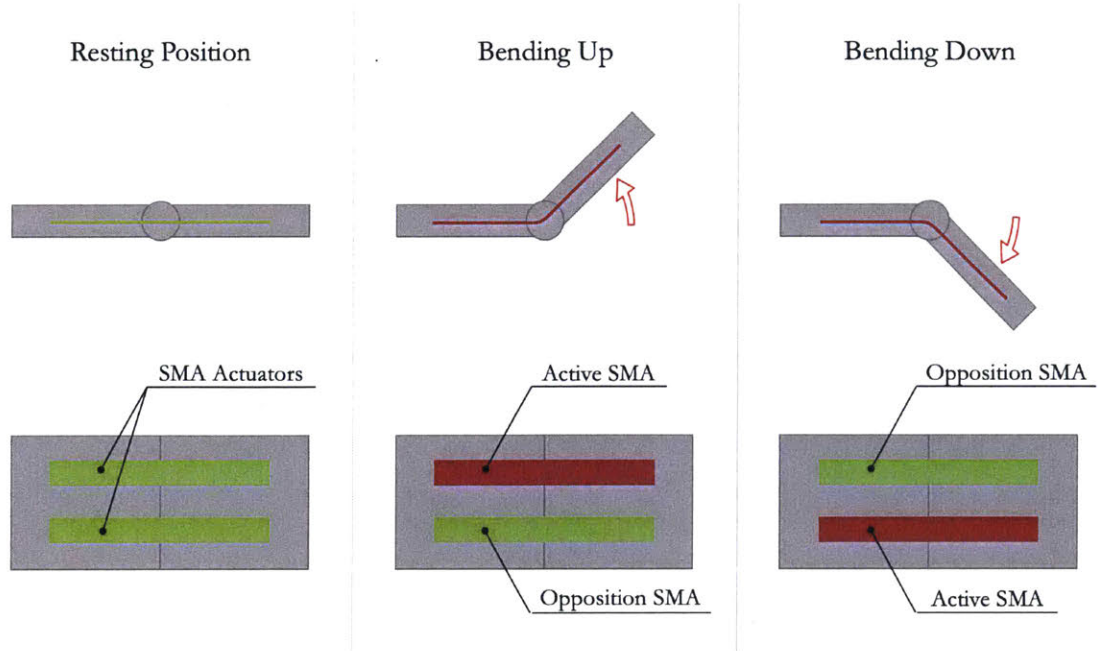 Resting Position
Bending Up
Bending Down
SMA Actuators
Active SMA
Opposition SMA
Opposition SMA
Active SMA